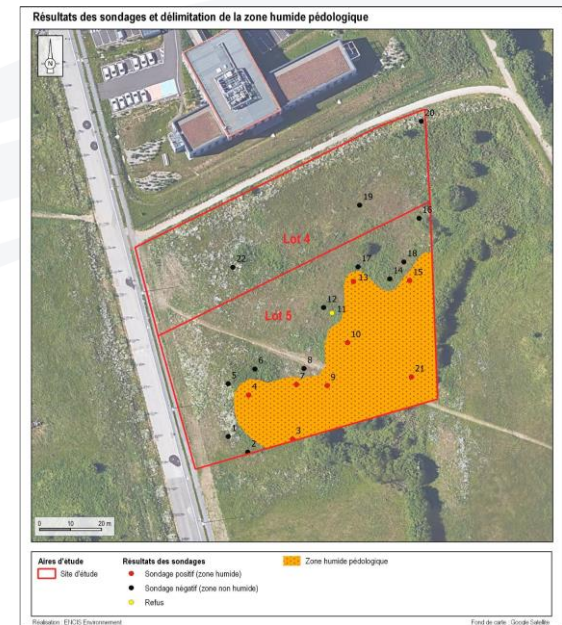 Résultats des sondages et délimitation de la zone humide pédologique
N
20
19
16
Lot 4
18
17
22
14
15
13
12
11
Lot 5
10
8
6
5
7
9
21
4
3
1
2
0 10 20 m
Aires d'étude
Site d'étude
Résultats des sondages
Sondage positif (zone humide)
Sondage négatif (zone non humide)
Refus
Zone humide pédologique
Réalisation : ENCIS Environnement
Fond de carte : Google Satellite